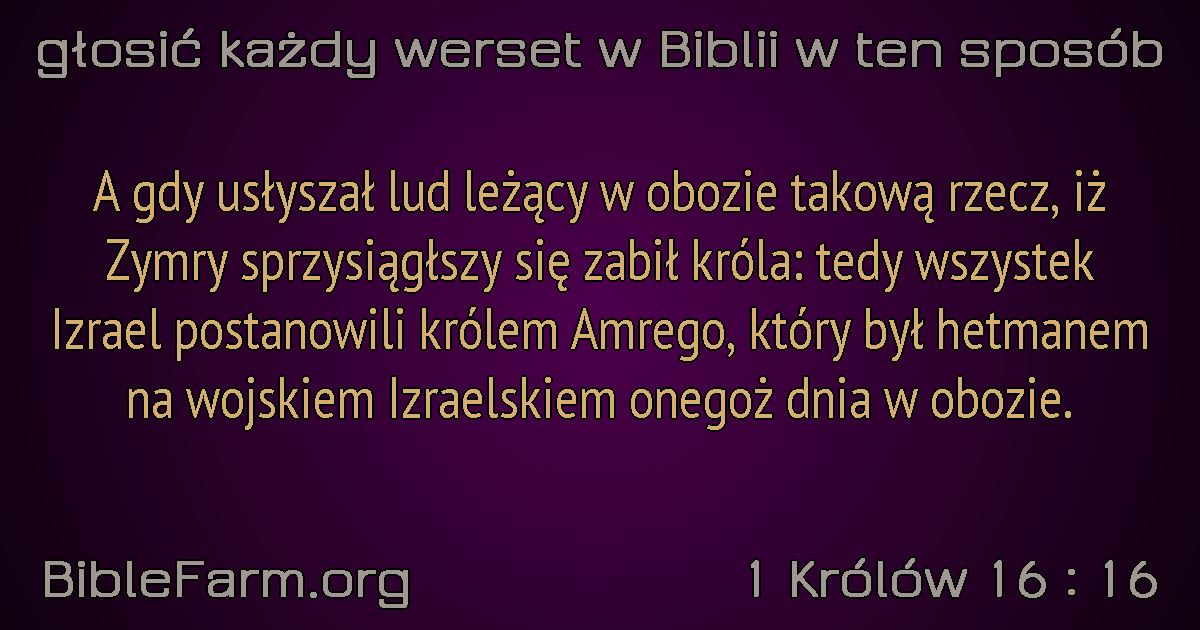 głosić każdy werset w Biblii w ten sposób
A gdy usłyszał lud leżący w obozie takową rzecz, iż
Zymry sprzysiągłszy się zabił króla: tedy wszystek
Izrael postanowili królem Amrego, który był hetmanem
na wojskiem Izraelskiem onegoż dnia w obozie.
BibleFarm.org
1 Królów 16 : 16